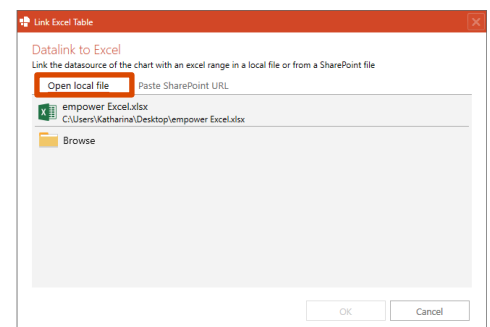 Link Excel Table
Datalink to Excel
Link the datasource of the chart with an excel range in a local file or from a SharePoint file
Open local file Paste SharePoint URL
empower Excel.xlsx
C:\Users\Katharina\Desktop\empower Excel.xlsx
Browse
OK Cancel